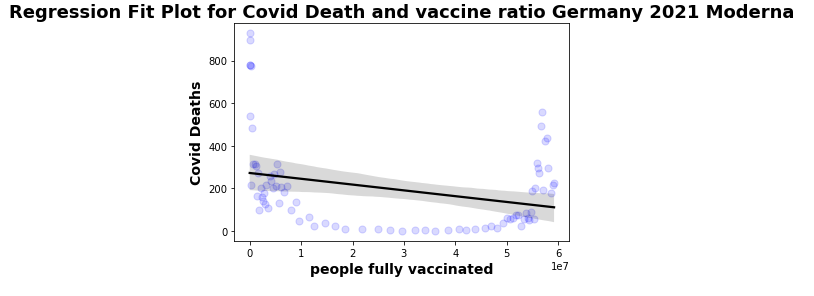 Regression Fit Plot for Covid Death and vaccine ratio Germany 2021 Moderna
Covid Deaths
800
600
400
200
0
0 1 2 3 4 5 6
1e7
people fully vaccinated